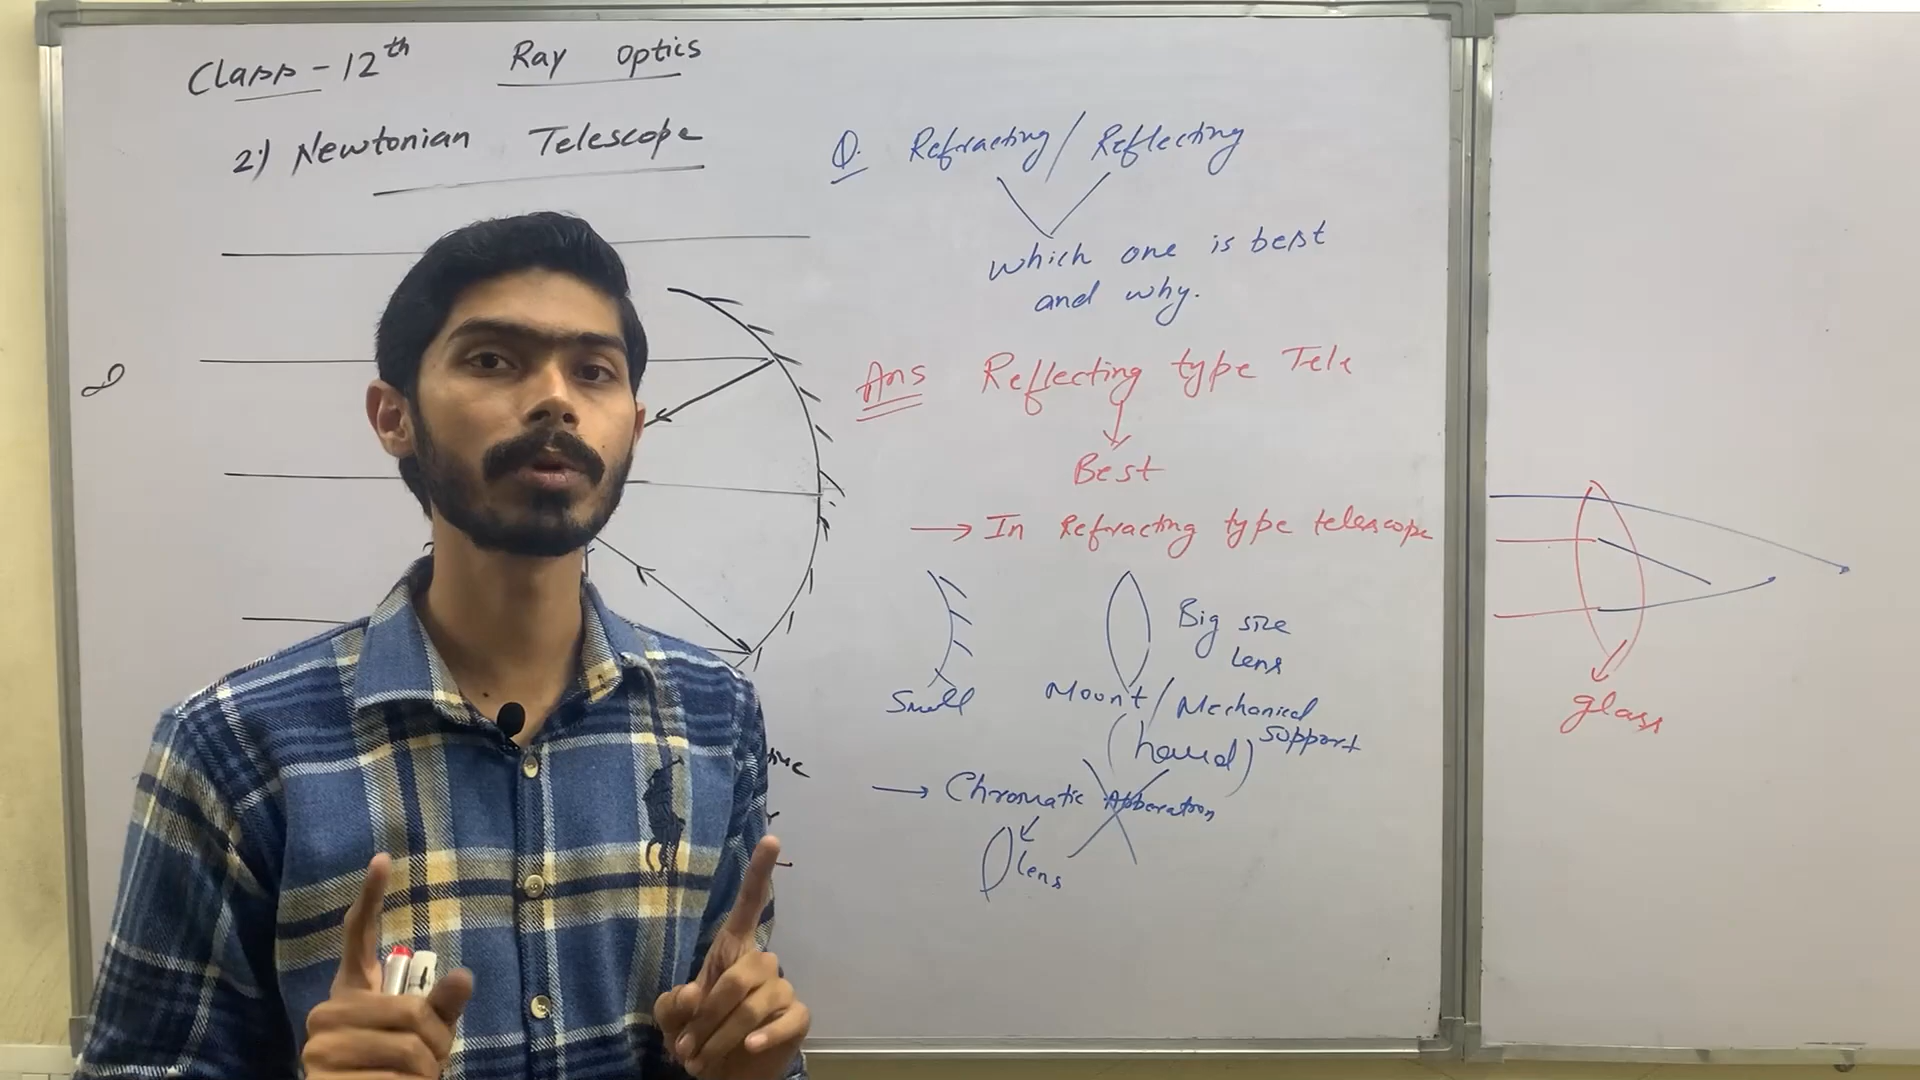 Class - 12th Ray Optics
2.) Newtonian Telescope
∞
Q. Refracting / Reflecting
which one is best
and why.
Ans Reflecting type Tele
Best
→ In Refracting type telescope
Big size
Lens
Small
Mount / Mechanical
support
→ Chromatic Abberation
lens
glass